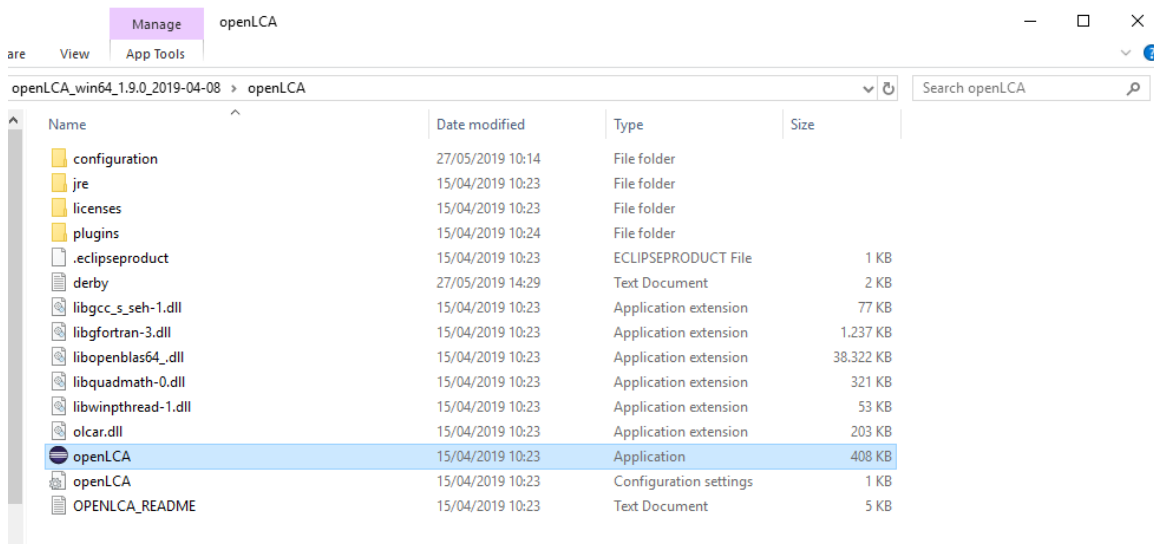 Manage openLCA
are View App Tools
openLCA_win64_1.9.0_2019-04-08 > openLCA Search openLCA
Name Date modified Type Size
configuration 27/05/2019 10:14 File folder
jre 15/04/2019 10:23 File folder
licenses 15/04/2019 10:23 File folder
plugins 15/04/2019 10:24 File folder
.eclipseproduct 15/04/2019 10:23 ECLIPSEPRODUCT File 1 KB
derby 27/05/2019 14:29 Text Document 2 KB
libgcc_s_seh-1.dll 15/04/2019 10:23 Application extension 77 KB
libgfortran-3.dll 15/04/2019 10:23 Application extension 1.237 KB
libopenblas64_.dll 15/04/2019 10:23 Application extension 38.322 KB
libquadmath-0.dll 15/04/2019 10:23 Application extension 321 KB
libwinpthread-1.dll 15/04/2019 10:23 Application extension 53 KB
olcar.dll 15/04/2019 10:23 Application extension 203 KB
openLCA 15/04/2019 10:23 Application 408 KB
openLCA 15/04/2019 10:23 Configuration settings 1 KB
OPENLCA_README 15/04/2019 10:23 Text Document 5 KB